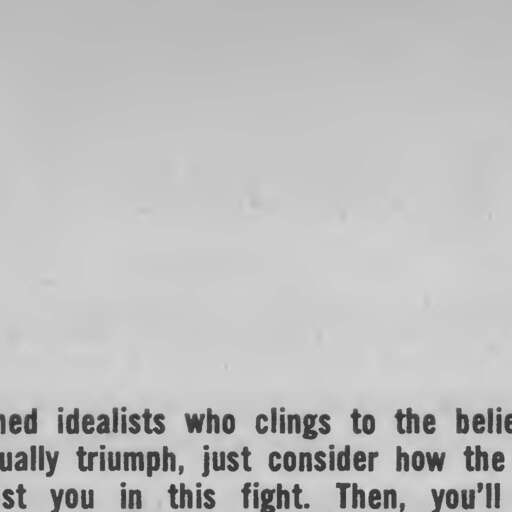 ned idealists who clings to the belie
ually triumph, just consider how the
st you in this fight. Then, you'll